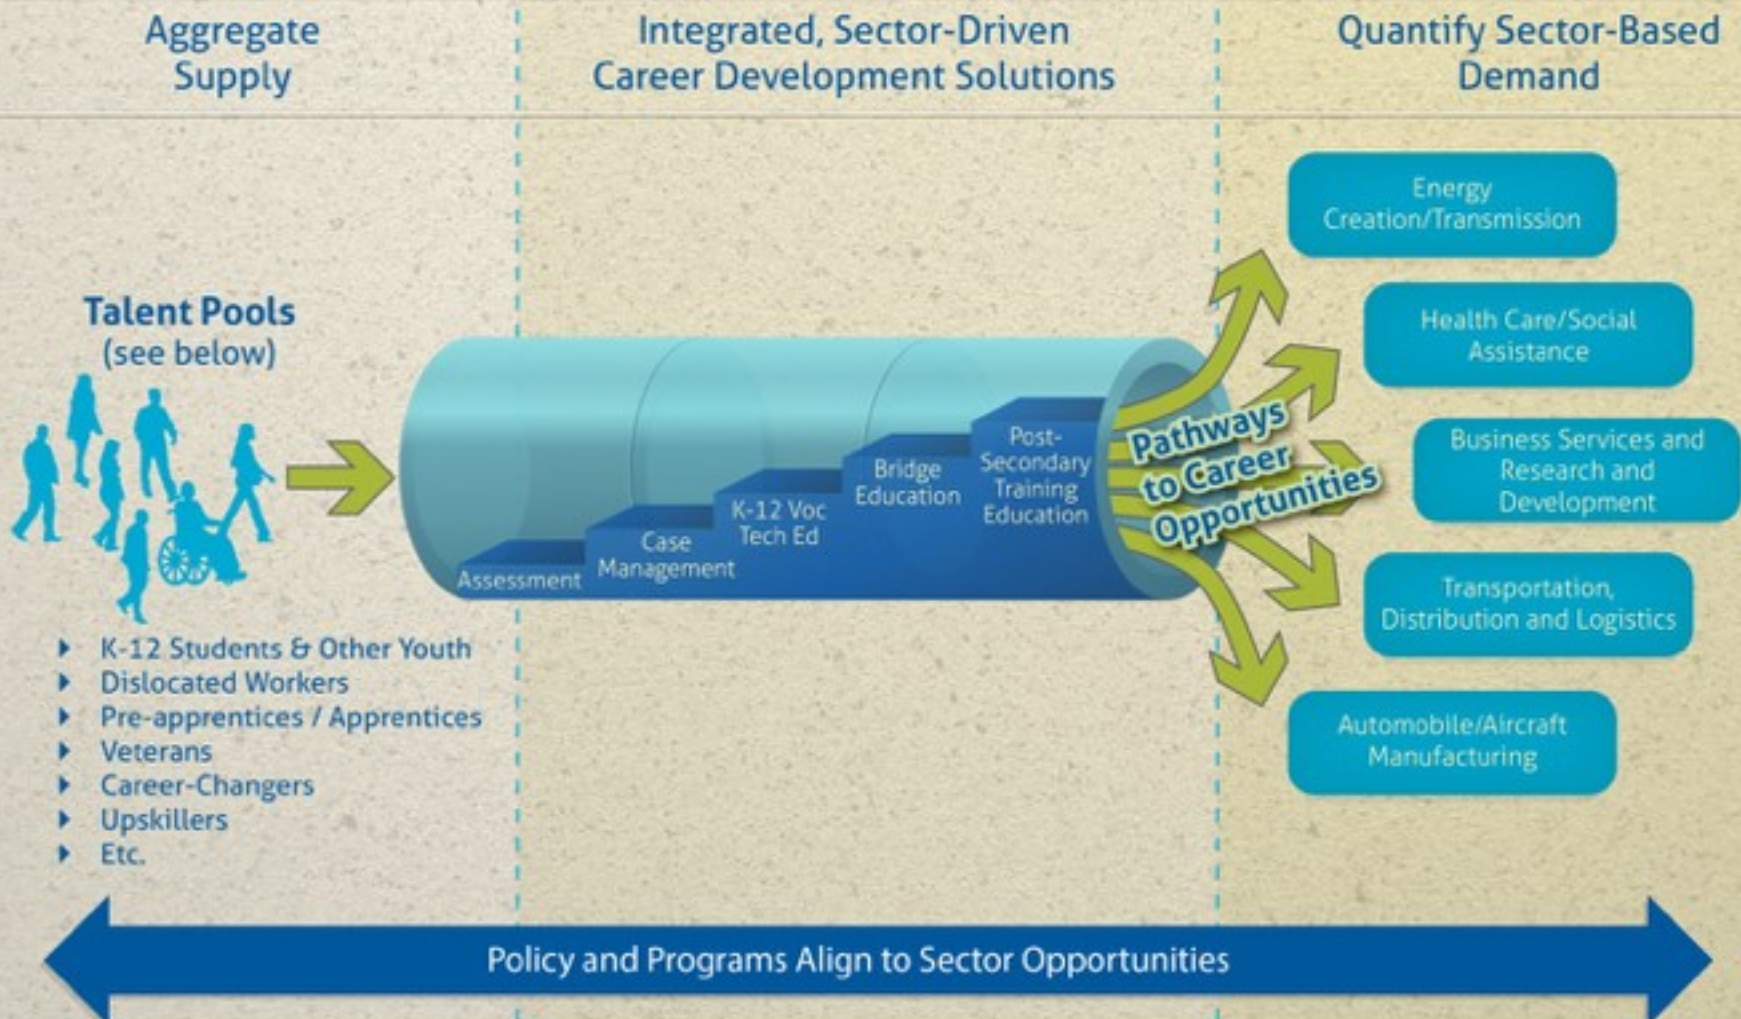 Aggregate
Supply
Integrated, Sector-Driven
Career Development Solutions
Quantify Sector-Based
Demand
Talent Pools
(see below)
K-12 Students & Other Youth
Dislocated Workers
Pre-apprentices / Apprentices
Veterans
Career-Changers
Upskillers
Etc.
Assessment
Case
Management
K-12 Voc
Tech Ed
Bridge
Education
Post-
Secondary
Training
Education
Pathways
to Career
Opportunities
Energy
Creation/Transmission
Health Care/Social
Assistance
Business Services and
Research and
Development
Transportation,
Distribution and Logistics
Automobile/Aircraft
Manufacturing
Policy and Programs Align to Sector Opportunities